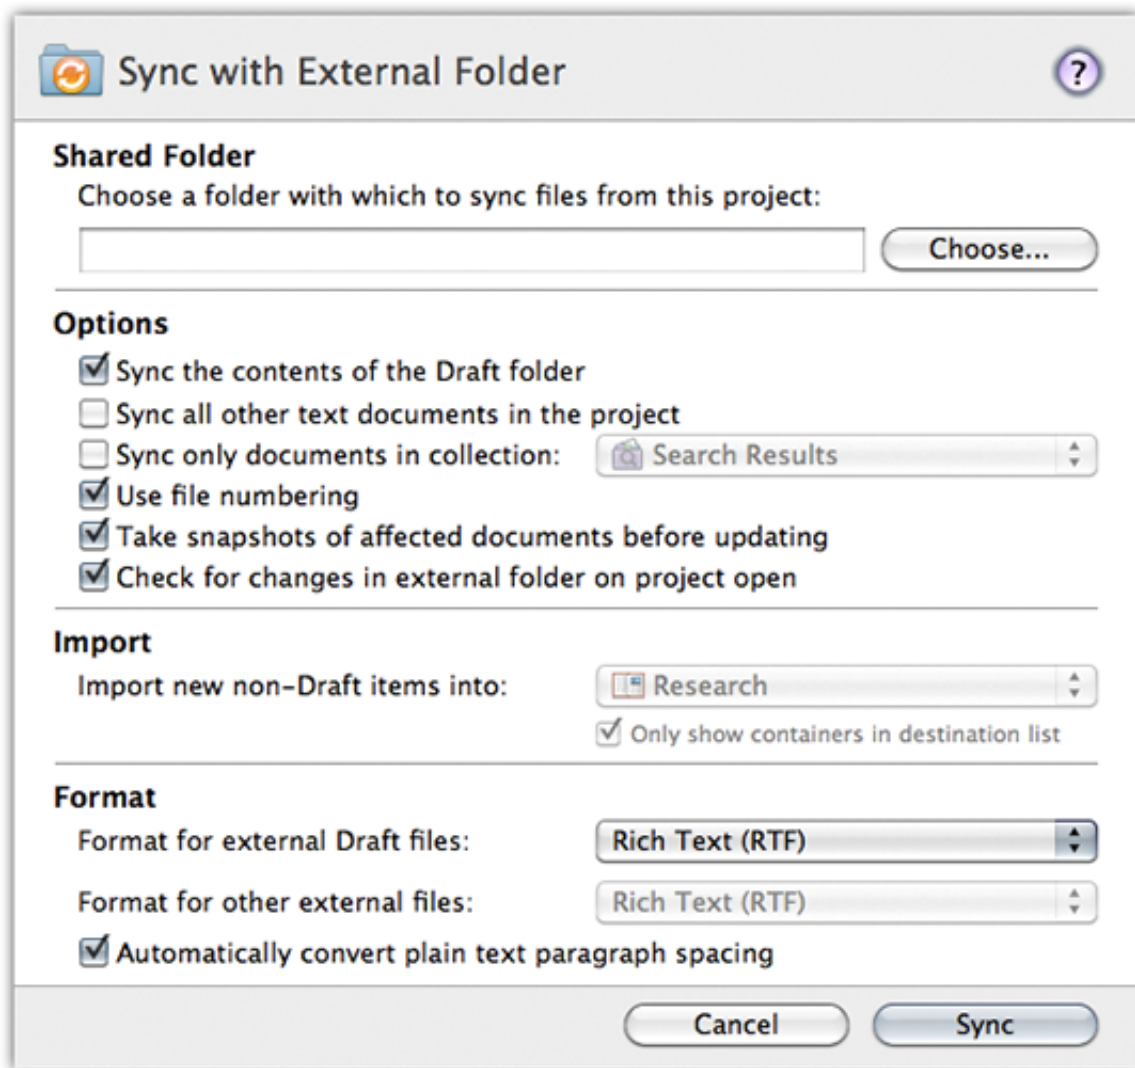 Sync with External Folder
?
Shared Folder
Choose a folder with which to sync files from this project:
Choose...
Options
Sync the contents of the Draft folder
Sync all other text documents in the project
Sync only documents in collection: Search Results
Use file numbering
Take snapshots of affected documents before updating
Check for changes in external folder on project open
Import
Import new non-Draft items into: Research
Only show containers in destination list
Format
Format for external Draft files: Rich Text (RTF)
Format for other external files: Rich Text (RTF)
Automatically convert plain text paragraph spacing
Cancel Sync